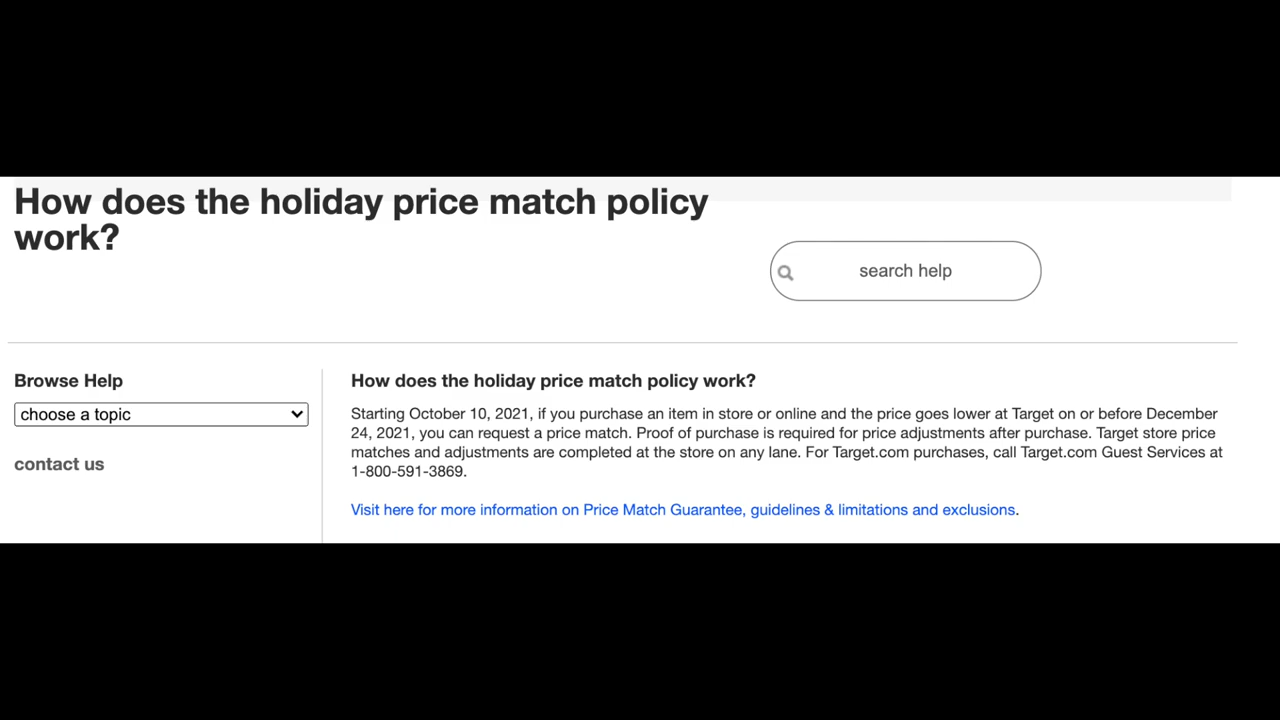 How does the holiday price match policy
work?
search help
Browse Help
choose a topic
contact us
How does the holiday price match policy work?
Starting October 10, 2021, if you purchase an item in store or online and the price goes lower at Target on or before December
24, 2021, you can request a price match. Proof of purchase is required for price adjustments after purchase. Target store price
matches and adjustments are completed at the store on any lane. For Target.com purchases, call Target.com Guest Services at
1-800-591-3869.
Visit here for more information on Price Match Guarantee, guidelines & limitations and exclusions.